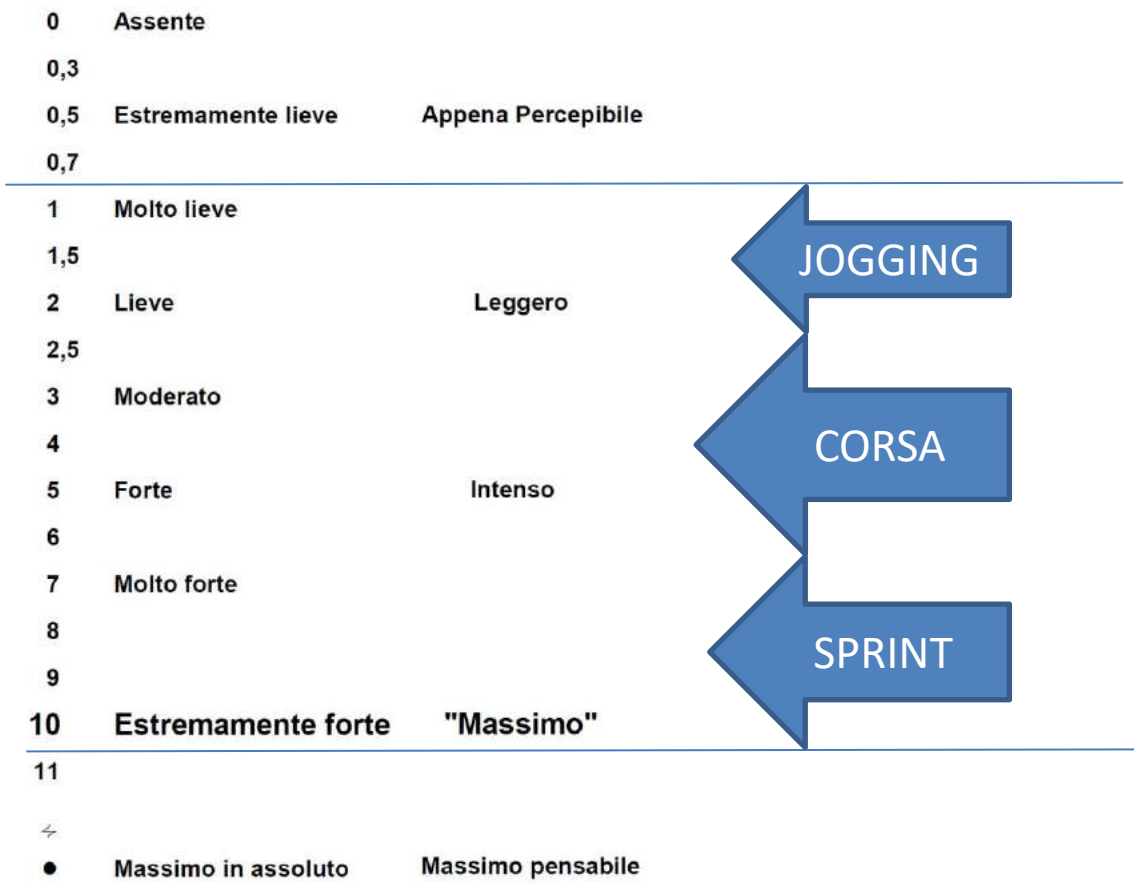 0 Assente
0,3
0,5 Estremamente lieve Appena Percepibile
0,7
1 Molto lieve
1,5 JOGGING
2 Lieve Leggero
2,5
3 Moderato
4 CORSA
5 Forte Intenso
6
7 Molto forte
8 SPRINT
9
10 Estremamente forte "Massimo"
11
• Massimo in assoluto Massimo pensabile